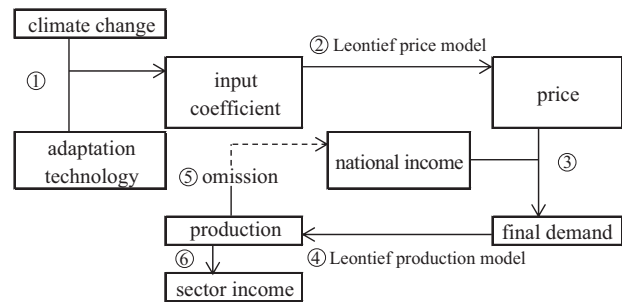 climate change
② Leontief price model
①
input
coefficient
price
adaptation
technology
national income
③
⑤ omission
production
final demand
⑥
④ Leontief production model
sector income